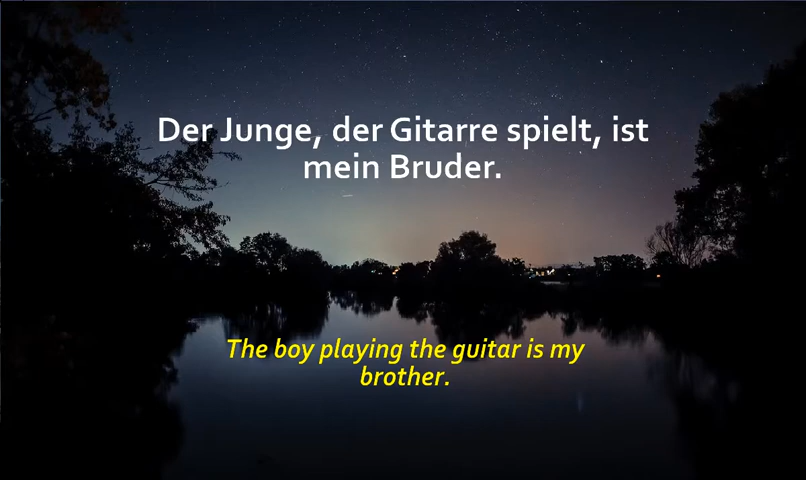 Der Junge, der Gitarre spielt, ist
mein Bruder.
The boy playing the guitar is my
brother.